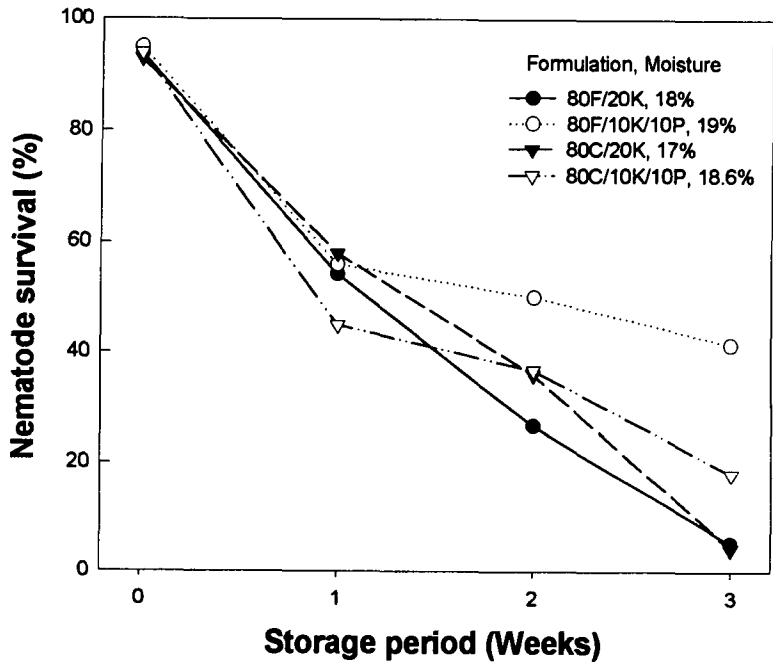 Nematode survival (%)
100
80
60
40
20
0
Formulation, Moisture
80F/20K, 18%
80F/10K/10P, 19%
80C/20K, 17%
80C/10K/10P, 18.6%
0 1 2 3
Storage period (Weeks)